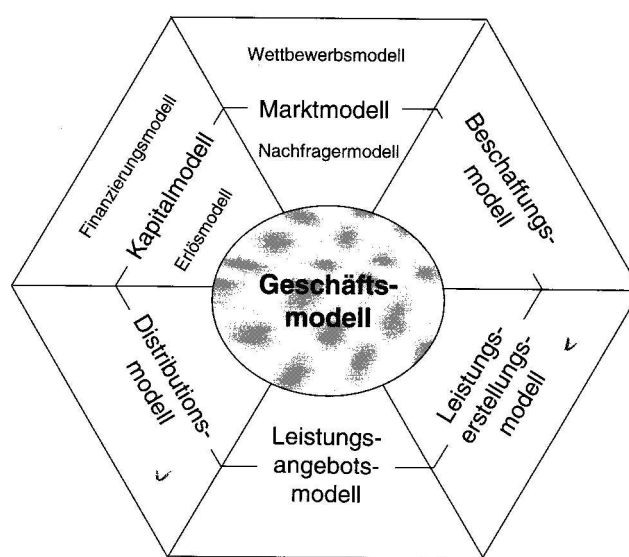 Wettbewerbsmodell
Marktmodell
Nachfragermodell
Beschaffungs-
modell
Leistungs-
erstellungs-
modell
Leistungs-
angebots-
modell
Distributions-
modell
Finanzierungsmodell
Kapitalmodell
Erlösmodell
Geschäfts-
modell